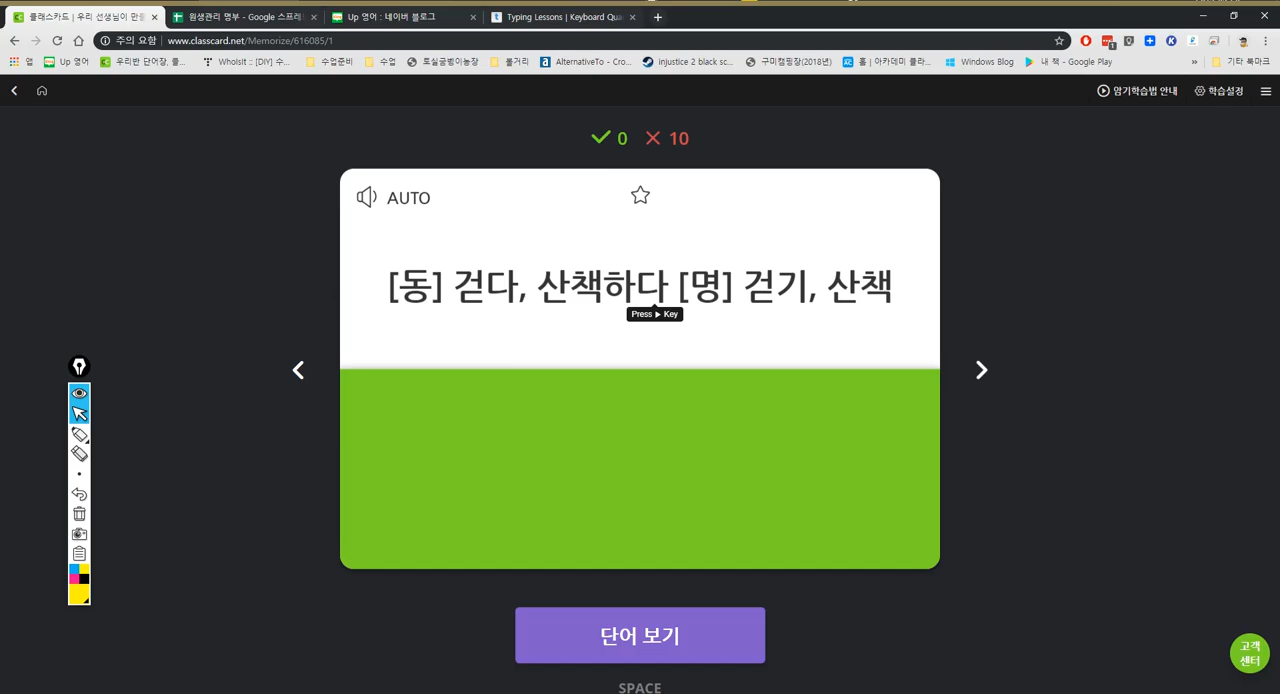 클래스카드 | 우리 선생님이 만든
원생관리 명부 - Google 스프레
Up 영어 : 네이버 블로그
Typing Lessons | Keyboard Qua
주의 요함 | www.classcard.net/Memorize/616085/1
앱
Up 영어
우리반 단어장, 클...
WhoIsIt :: [DIY] 수...
수업준비
수업
토실굼벵이농장
볼거리
AlternativeTo - Cro...
injustice 2 black sc...
구미캠핑장(2018년)
홈 | 아카데미 클라...
Windows Blog
내 책 - Google Play
»
기타 북마크
암기학습법 안내
학습설정
0
10
AUTO
[동] 걷다, 산책하다 [명] 걷기, 산책
Press ▶ Key
단어 보기
SPACE
고객
센터